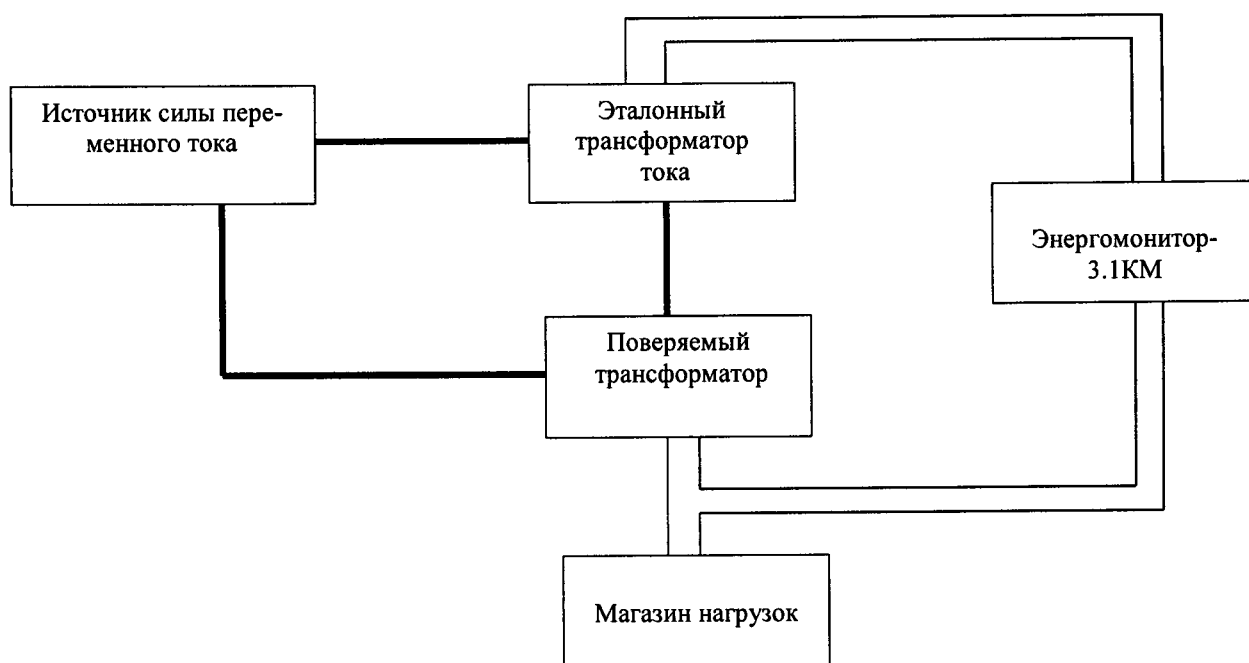 Источник силы пере-
менного тока
Эталонный
трансформатор
тока
Энергомонитор-
3.1КМ
Поверяемый
трансформатор
Магазин нагрузок